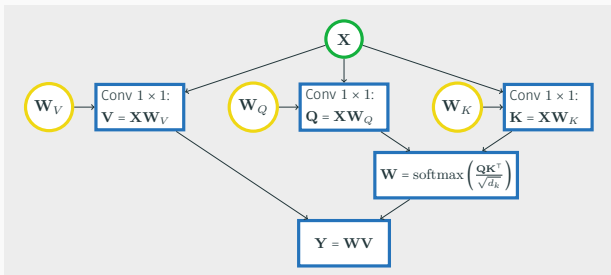 X
W_V
Conv 1 × 1:
V = XW_V
W_Q
Conv 1 × 1:
Q = XW_Q
W_K
Conv 1 × 1:
K = XW_K
W = softmax(QK^⊤/√d_k)
Y = WV